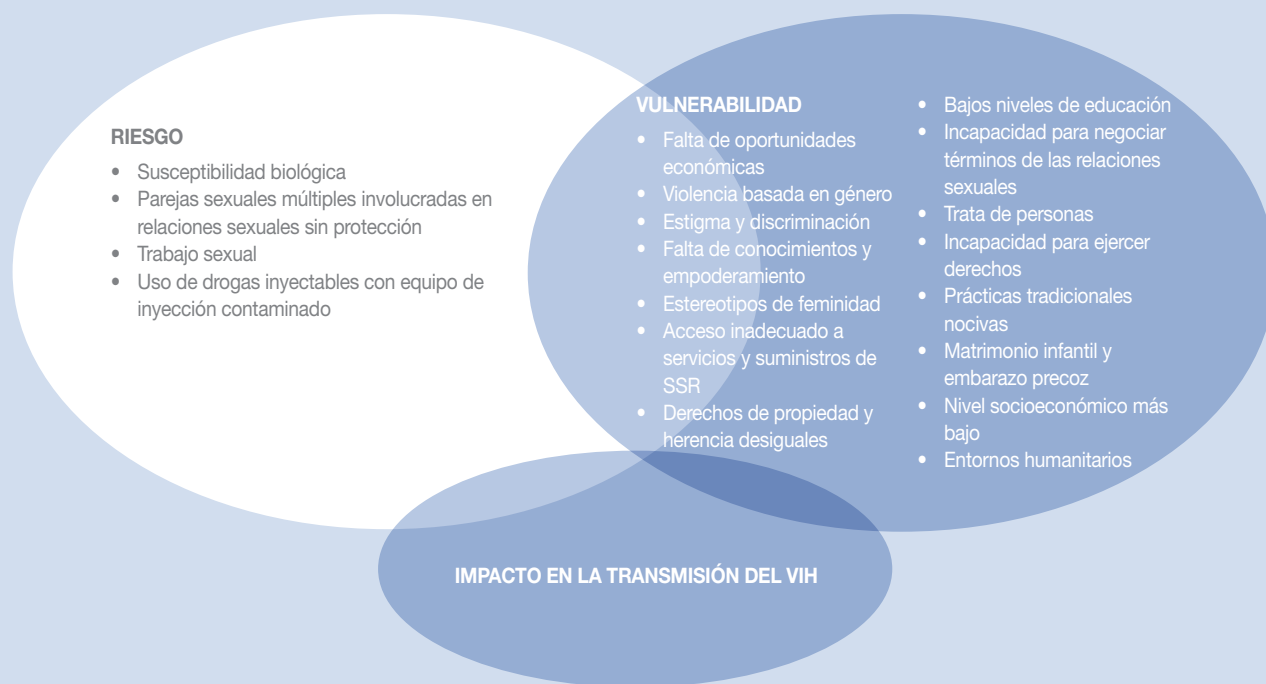 RIESGO
• Susceptibilidad biológica
• Parejas sexuales múltiples involucradas en
relaciones sexuales sin protección
• Trabajo sexual
• Uso de drogas inyectables con equipo de
inyección contaminado
VULNERABILIDAD
• Falta de oportunidades
económicas
• Violencia basada en género
• Estigma y discriminación
• Falta de conocimientos y
empoderamiento
• Estereotipos de feminidad
• Acceso inadecuado a
servicios y suministros de
SSR
• Derechos de propiedad y
herencia desiguales
• Bajos niveles de educación
• Incapacidad para negociar
términos de las relaciones
sexuales
• Trata de personas
• Incapacidad para ejercer
derechos
• Prácticas tradicionales
nocivas
• Matrimonio infantil y
embarazo precoz
• Nivel socioeconómico más
bajo
• Entornos humanitarios
IMPACTO EN LA TRANSMISIÓN DEL VIH